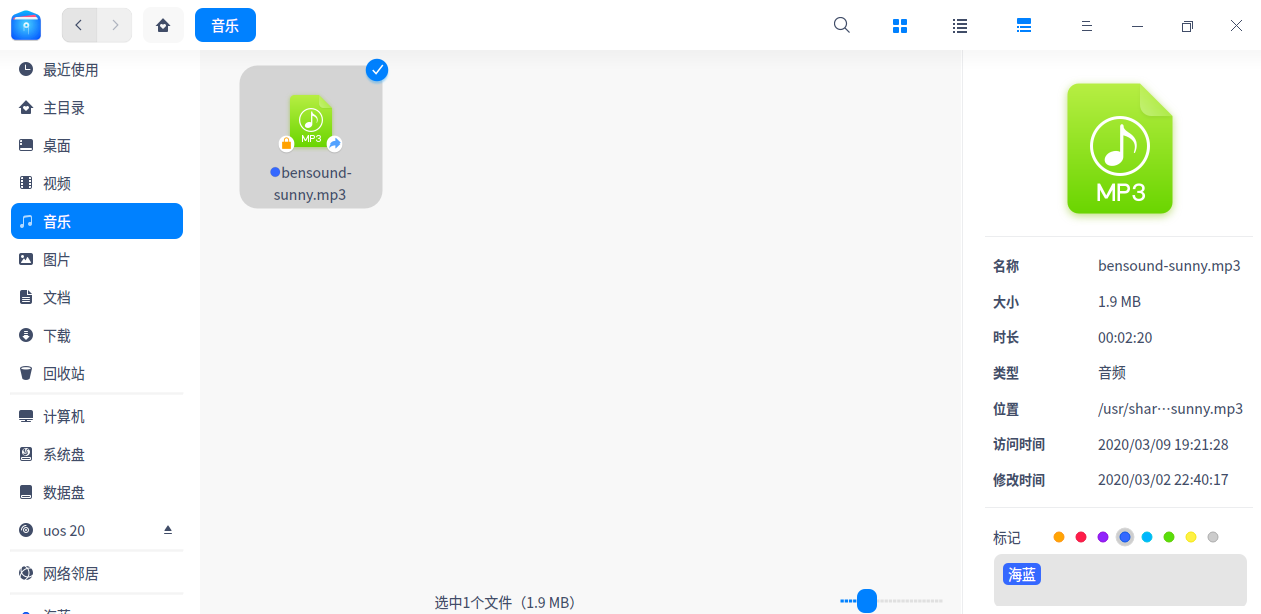 音乐
最近使用
主目录
桌面
视频
音乐
图片
文档
下载
回收站
计算机
系统盘
数据盘
uos 20
网络邻居
海蓝
MP3
bensound-
sunny.mp3
选中1个文件（1.9 MB）
MP3
名称 bensound-sunny.mp3
大小 1.9 MB
时长 00:02:20
类型 音频
位置 /usr/shar···sunny.mp3
访问时间 2020/03/09 19:21:28
修改时间 2020/03/02 22:40:17
标记
海蓝